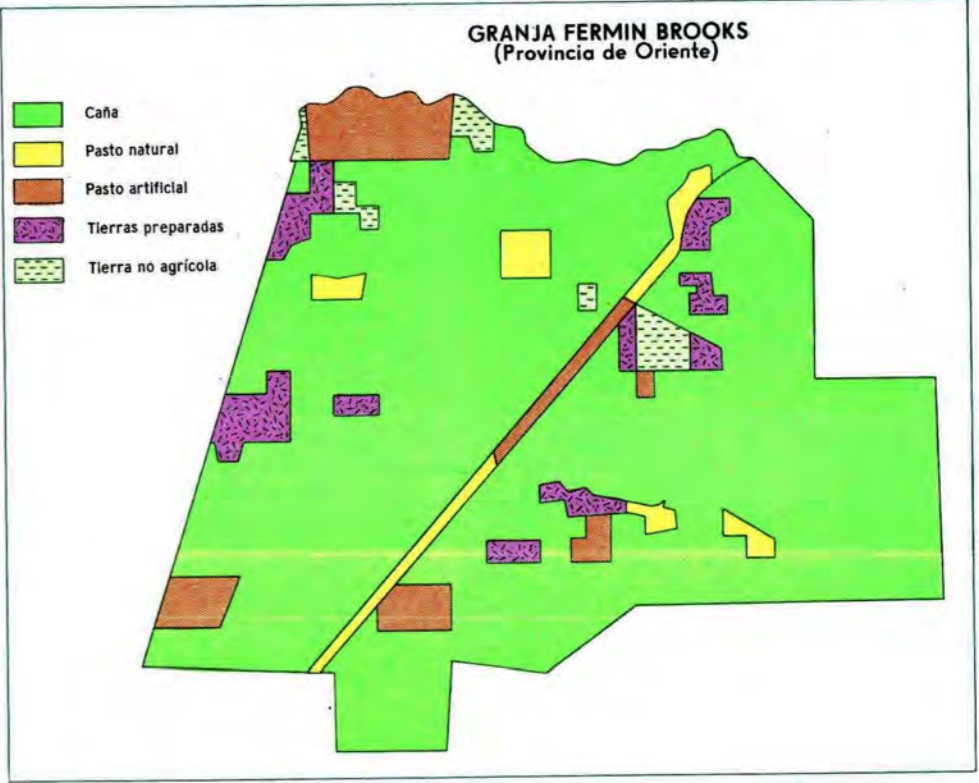 GRANJA FERMIN BROOKS
(Provincia de Oriente)
Caña
Pasto natural
Pasto artificial
Tierras preparadas
Tierra no agrícola